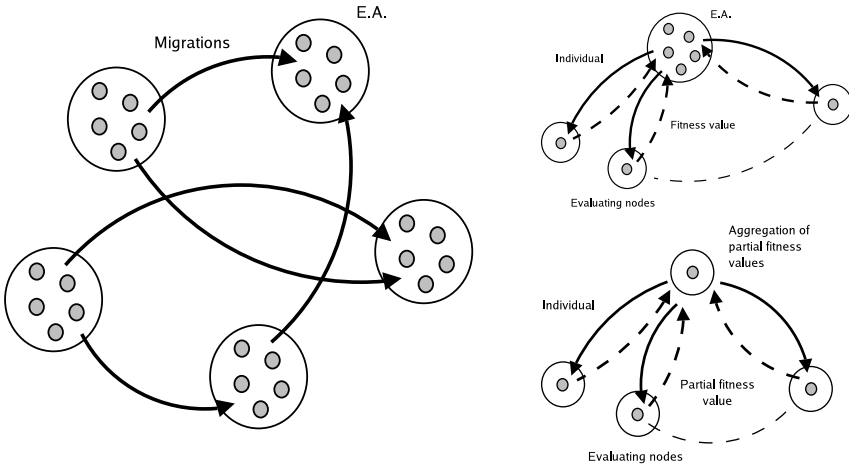 E.A.
Migrations
E.A.
Individual
Fitness value
Evaluating nodes
Aggregation of
partial fitness
values
Individual
Partial fitness
value
Evaluating nodes